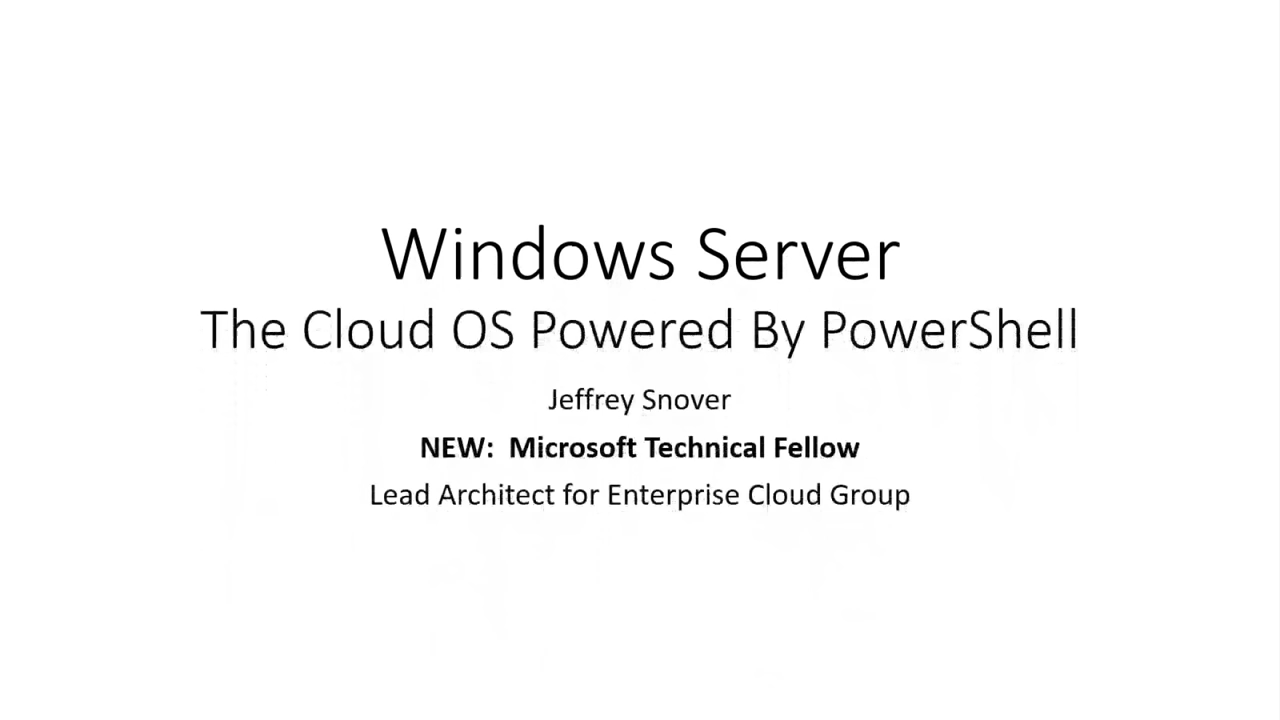 Windows Server
The Cloud OS Powered By PowerShell
Jeffrey Snover
NEW:  Microsoft Technical Fellow
Lead Architect for Enterprise Cloud Group